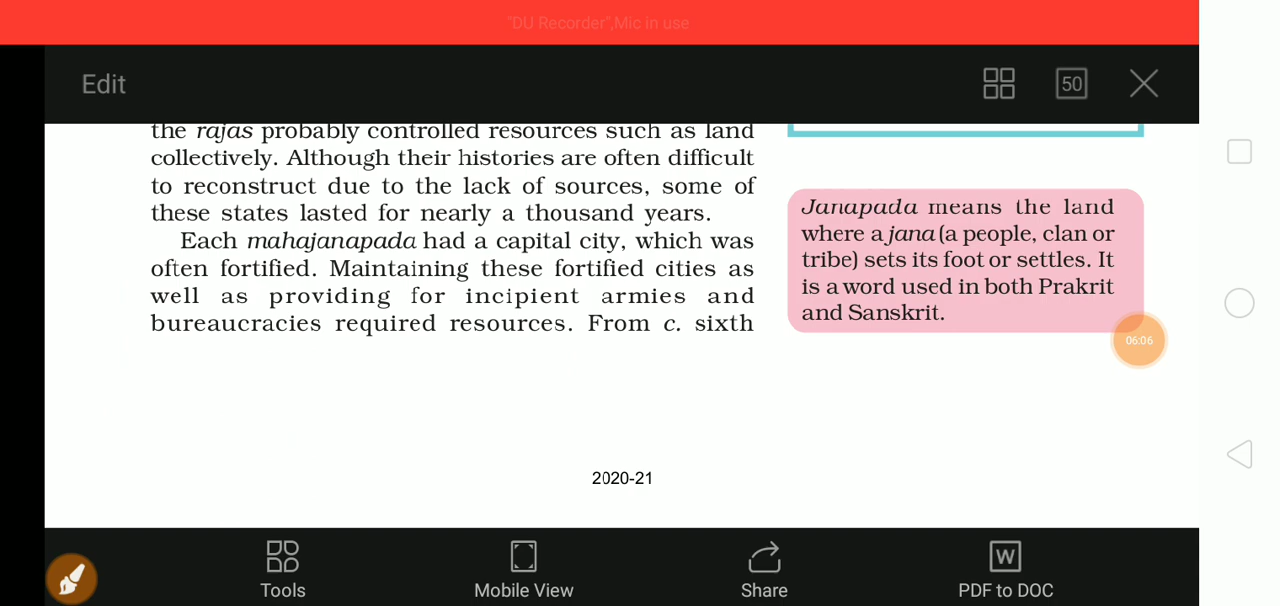 "DU Recorder",Mic in use
Edit
50
the rajas probably controlled resources such as land
collectively. Although their histories are often difficult
to reconstruct due to the lack of sources, some of
these states lasted for nearly a thousand years.
Each mahajanapada had a capital city, which was
often fortified. Maintaining these fortified cities as
well as providing for incipient armies and
bureaucracies required resources. From c. sixth
Janapada means the land
where a jana (a people, clan or
tribe) sets its foot or settles. It
is a word used in both Prakrit
and Sanskrit.
06:06
2020-21
Tools
Mobile View
Share
W
PDF to DOC